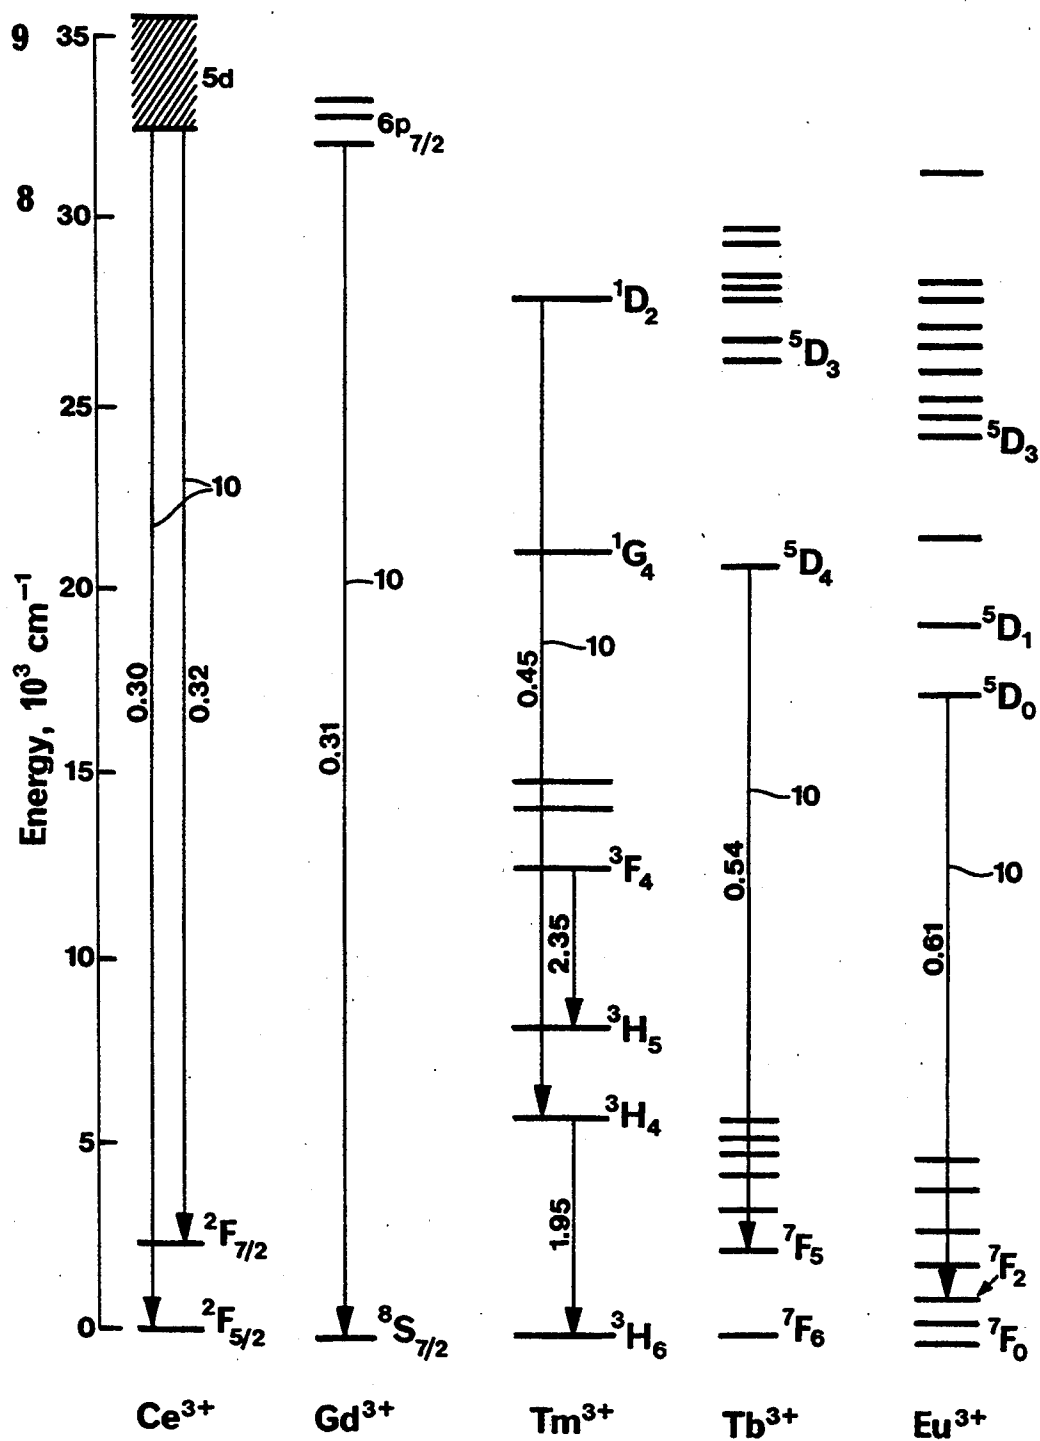 9
8
Energy, 10³ cm⁻¹
35
30
25
20
15
10
5
0
5d
10
0.30
0.32
²F₇/₂
²F₅/₂
Ce³⁺
6p₇/₂
10
0.31
⁸S₇/₂
Gd³⁺
¹D₂
¹G₄
10
0.45
³F₄
2.35
³H₅
³H₄
1.95
³H₆
Tm³⁺
⁵D₃
⁵D₄
10
0.54
⁷F₅
⁷F₆
Tb³⁺
⁵D₃
⁵D₁
⁵D₀
10
0.61
⁷F₂
⁷F₀
Eu³⁺